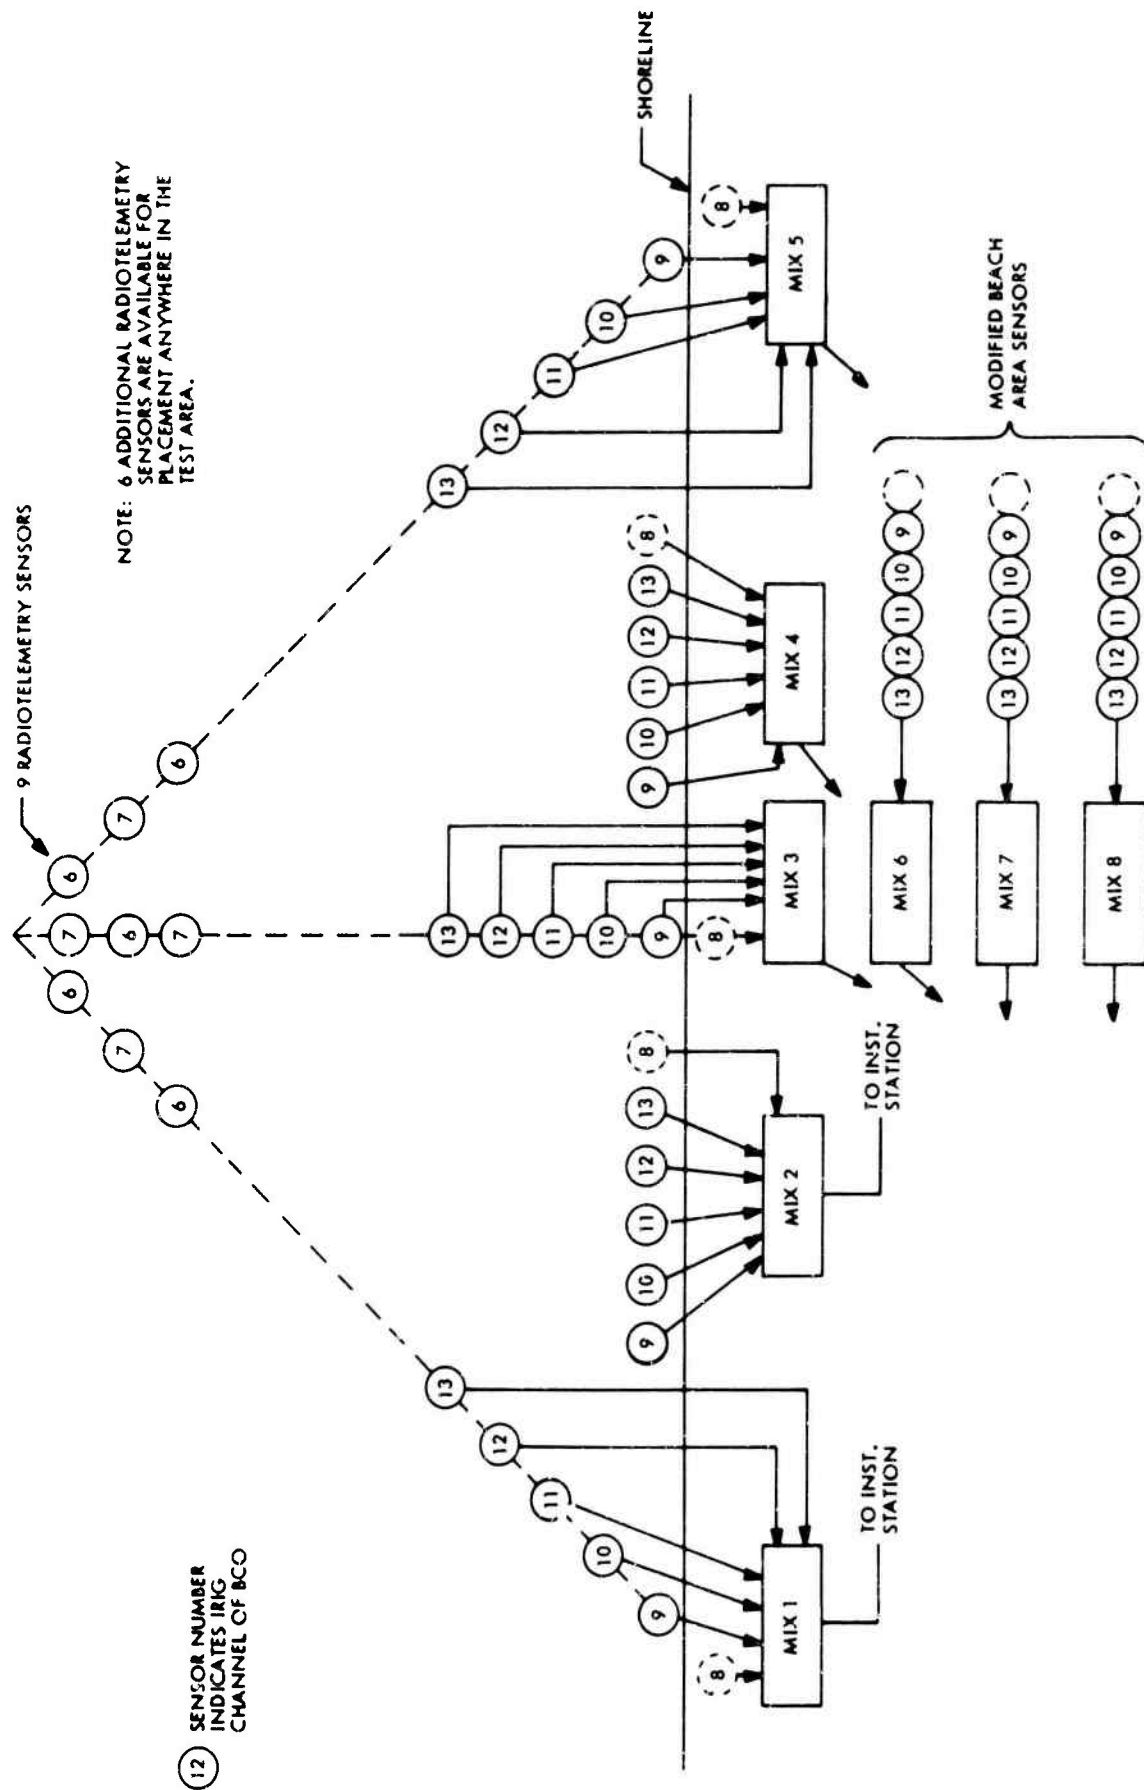 9 RADIOTELEMETRY SENSORS
NOTE: 6 ADDITIONAL RADIOTELEMETRY
SENSORS ARE AVAILABLE FOR
PLACEMENT ANYWHERE IN THE
TEST AREA.
12
SENSOR NUMBER
INDICATES IRIG
CHANNEL OF BCO
6 7 6
7 6 7
6 7 6
13 12 11 10 9 8
9 10 11 12 13 8
13 12 11 10 9 8
9 10 11 12 13 8
13 12 11 10 9 8
SHORELINE
MIX 1
MIX 2
MIX 3
MIX 4
MIX 5
TO INST.
STATION
TO INST.
STATION
MIX 6
13 12 11 10 9
MIX 7
13 12 11 10 9
MIX 8
13 12 11 10 9
MODIFIED BEACH
AREA SENSORS